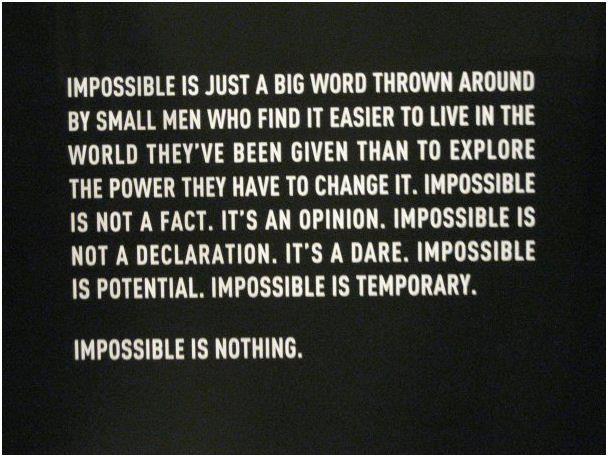 IMPOSSIBLE IS JUST A BIG WORD THROWN AROUND
BY SMALL MEN WHO FIND IT EASIER TO LIVE IN THE
WORLD THEY'VE BEEN GIVEN THAN TO EXPLORE
THE POWER THEY HAVE TO CHANGE IT. IMPOSSIBLE
IS NOT A FACT. IT'S AN OPINION. IMPOSSIBLE IS
NOT A DECLARATION. IT'S A DARE. IMPOSSIBLE
IS POTENTIAL. IMPOSSIBLE IS TEMPORARY.
IMPOSSIBLE IS NOTHING.